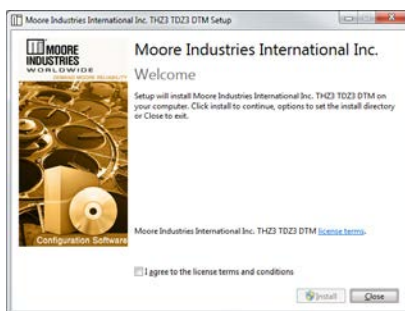 Moore Industries International Inc. THZ3 TDZ3 DTM Setup
MOORE
INDUSTRIES
WORLDWIDE
DEMAND MOORE RELIABILITY
Configuration Software
Moore Industries International Inc.
Welcome
Setup will install Moore Industries International Inc. THZ3 TDZ3 DTM on
your computer. Click install to continue, options to set the install directory
or Close to exit.
Moore Industries International Inc. THZ3 TDZ3 DTM license terms.
I agree to the license terms and conditions
Install
Close